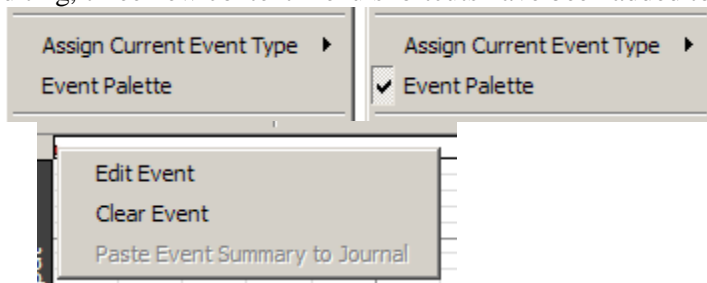 Assign Current Event Type Assign Current Event Type
Event Palette Event Palette
Edit Event
Clear Event
Paste Event Summary to Journal